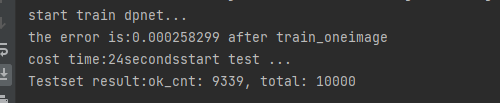 start train dpnet...
the error is:0.000258299 after train_oneimage
cost time:24secondsstart test ...
Testset result:ok_cnt: 9339, total: 10000